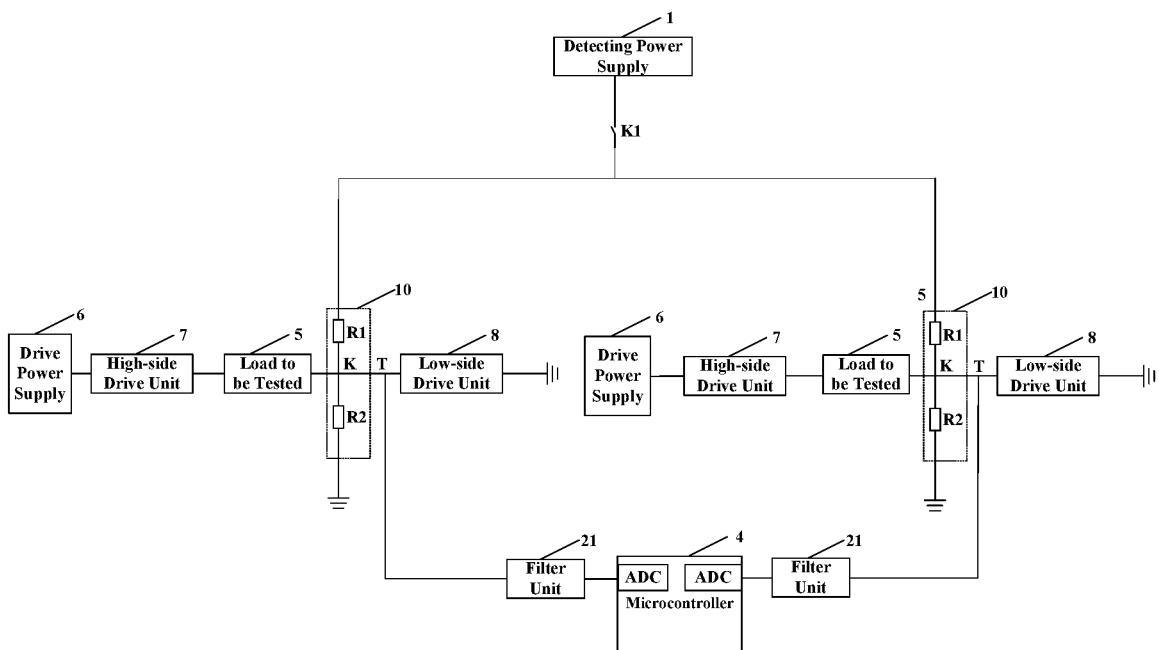 1
Detecting Power
Supply
K1
10
5
10
6
7
5
8
6
7
5
8
R1
R1
Drive
Power
Supply
High-side
Drive Unit
Load to
be Tested
K
T
Low-side
Drive Unit
Drive
Power
Supply
High-side
Drive Unit
Load to
be Tested
K
T
Low-side
Drive Unit
R2
R2
21
4
21
Filter
Unit
ADC
ADC
Filter
Unit
Microcontroller